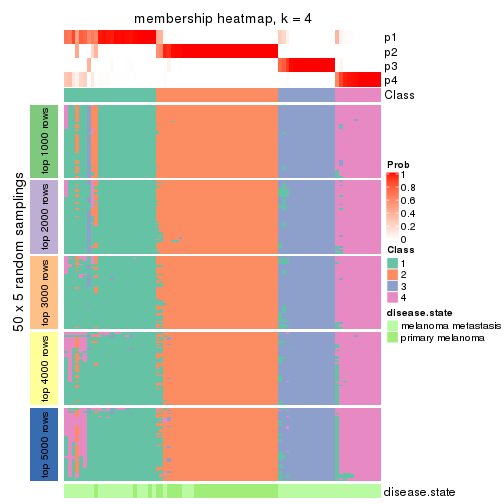 membership heatmap, k = 4
p1
p2
p3
p4
Class
50 x 5 random samplings
top 1000 rows
top 2000 rows
top 3000 rows
top 4000 rows
top 5000 rows
Prob
1
0.8
0.6
0.4
0.2
0
Class
1
2
3
4
disease.state
melanoma metastasis
primary melanoma
disease.state